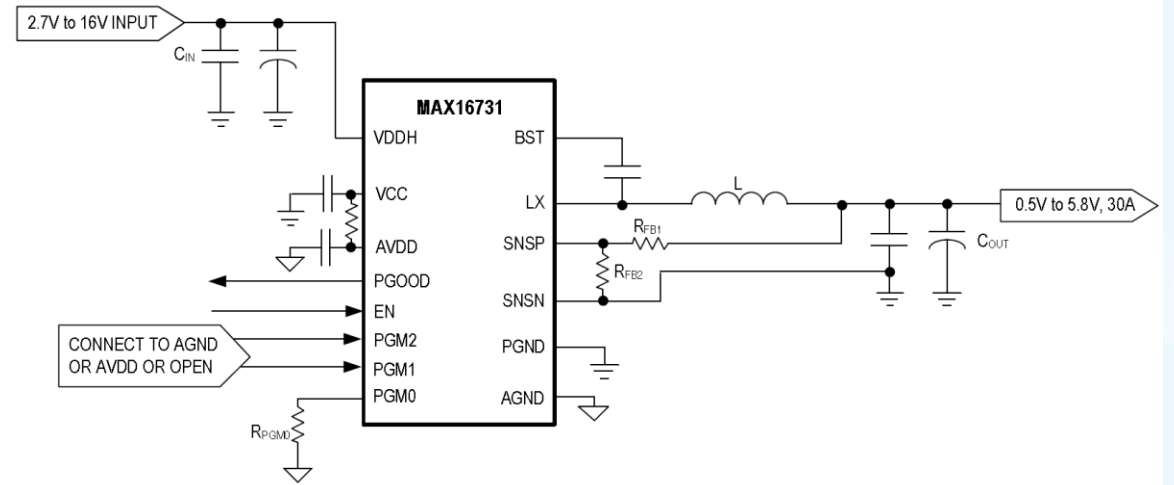 2.7V to 16V INPUT
CIN
MAX16731
VDDH
BST
VCC
LX
L
0.5V to 5.8V, 30A
AVDD
SNSP
RFB1
COUT
RFB2
PGOOD
SNSN
EN
CONNECT TO AGND
OR AVDD OR OPEN
PGM2
PGND
PGM1
PGM0
AGND
RPGM0